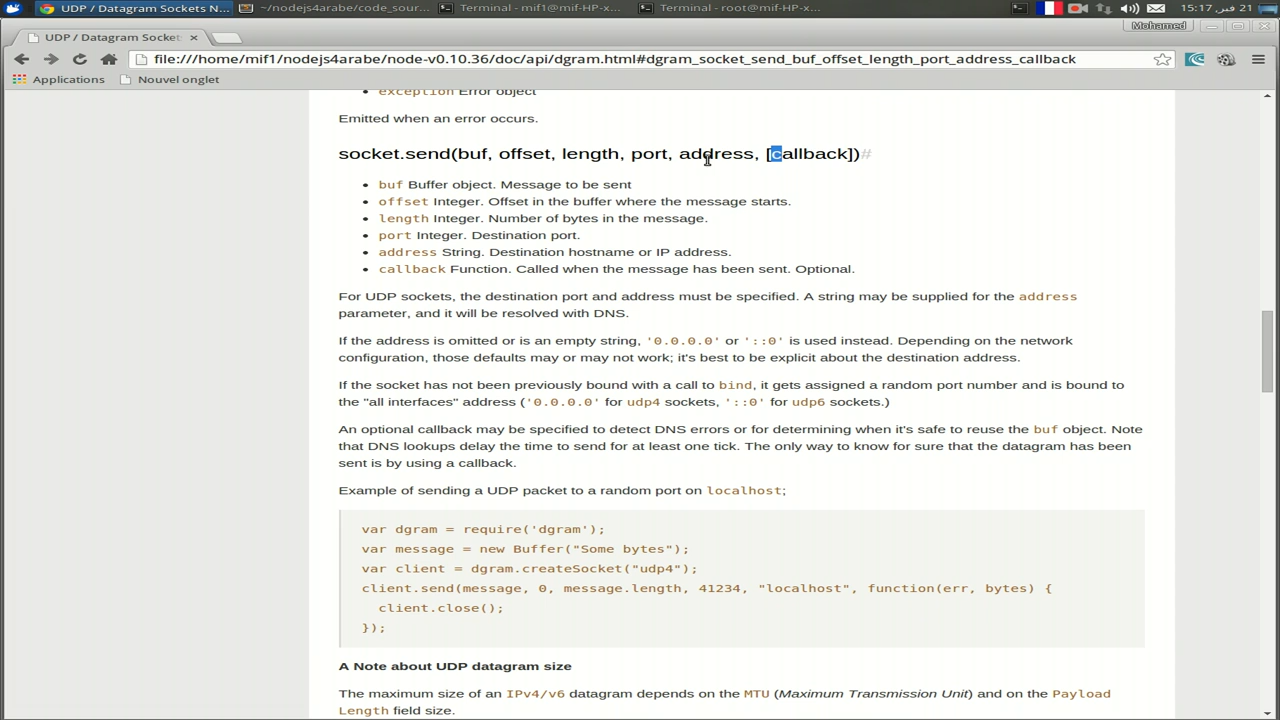 UDP / Datagram Sockets N... ~/nodejs4arabe/code_sour... Terminal - mif1@mif-HP-x... Terminal - root@mif-HP-x... 21 فبر, 15:17
UDP / Datagram Socket Mohamed
file:///home/mif1/nodejs4arabe/node-v0.10.36/doc/api/dgram.html#dgram_socket_send_buf_offset_length_port_address_callback
Applications Nouvel onglet
exception Error object
Emitted when an error occurs.
socket.send(buf, offset, length, port, address, [callback])#
• buf Buffer object. Message to be sent
• offset Integer. Offset in the buffer where the message starts.
• length Integer. Number of bytes in the message.
• port Integer. Destination port.
• address String. Destination hostname or IP address.
• callback Function. Called when the message has been sent. Optional.
For UDP sockets, the destination port and address must be specified. A string may be supplied for the address
parameter, and it will be resolved with DNS.
If the address is omitted or is an empty string, '0.0.0.0' or '::0' is used instead. Depending on the network
configuration, those defaults may or may not work; it's best to be explicit about the destination address.
If the socket has not been previously bound with a call to bind, it gets assigned a random port number and is bound to
the "all interfaces" address ('0.0.0.0' for udp4 sockets, '::0' for udp6 sockets.)
An optional callback may be specified to detect DNS errors or for determining when it's safe to reuse the buf object. Note
that DNS lookups delay the time to send for at least one tick. The only way to know for sure that the datagram has been
sent is by using a callback.
Example of sending a UDP packet to a random port on localhost;
var dgram = require('dgram');
var message = new Buffer("Some bytes");
var client = dgram.createSocket("udp4");
client.send(message, 0, message.length, 41234, "localhost", function(err, bytes) {
client.close();
});
A Note about UDP datagram size
The maximum size of an IPv4/v6 datagram depends on the MTU (Maximum Transmission Unit) and on the Payload
Length field size.